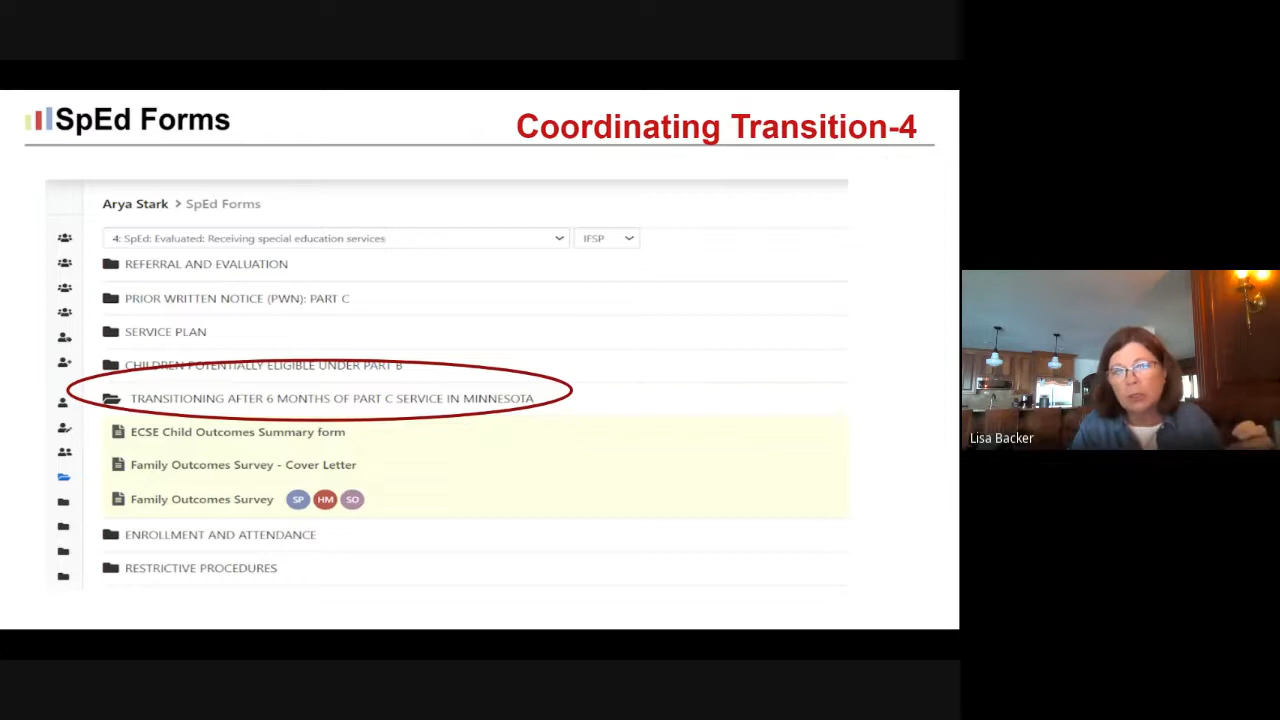 SpEd Forms
Coordinating Transition-4
Arya Stark > SpEd Forms
4: SpEd: Evaluated: Receiving special education services
IFSP
REFERRAL AND EVALUATION
PRIOR WRITTEN NOTICE (PWN): PART C
SERVICE PLAN
CHILDREN POTENTIALLY ELIGIBLE UNDER PART B
TRANSITIONING AFTER 6 MONTHS OF PART C SERVICE IN MINNESOTA
ECSE Child Outcomes Summary form
Family Outcomes Survey - Cover Letter
Family Outcomes Survey SP HM SO
ENROLLMENT AND ATTENDANCE
RESTRICTIVE PROCEDURES
Lisa Backer